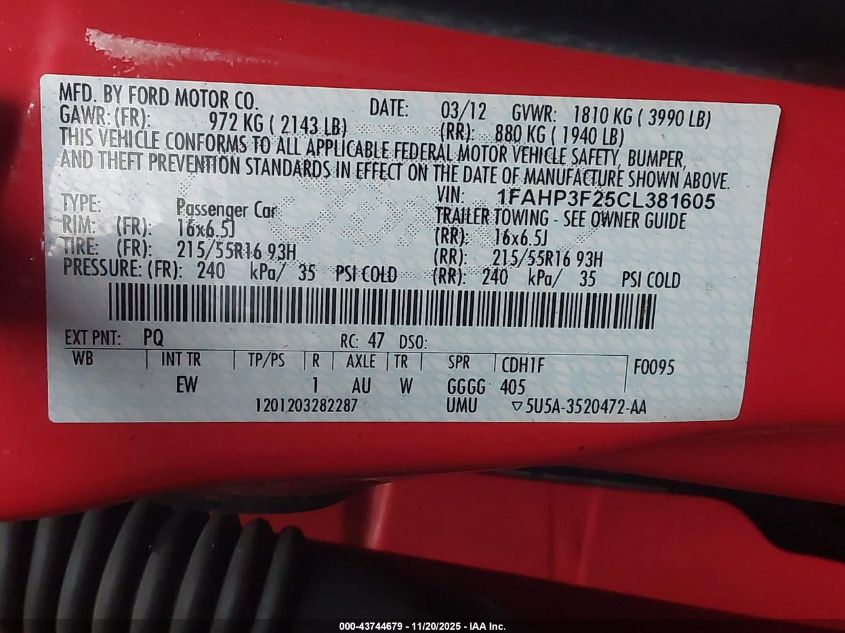 MFD. BY FORD MOTOR CO. DATE: 03/12 GVWR: 1810 KG ( 3990 LB)
GAWR: (FR): 972 KG ( 2143 LB) (RR): 880 KG ( 1940 LB)
THIS VEHICLE CONFORMS TO ALL APPLICABLE FEDERAL MOTOR VEHICLE SAFETY, BUMPER,
AND THEFT PREVENTION STANDARDS IN EFFECT ON THE DATE OF MANUFACTURE SHOWN ABOVE.
VIN: 1FAHP3F25CL381605
TYPE: Passenger Car TRAILER TOWING - SEE OWNER GUIDE
RIM: (FR): 16x6.5J (RR): 16x6.5J
TIRE: (FR): 215/55R16 93H (RR): 215/55R16 93H
PRESSURE: (FR): 240 kPa/ 35 PSI COLD (RR): 240 kPa/ 35 PSI COLD
EXT PNT: PQ RC: 47 DSO:
WB INT TR TP/PS R AXLE TR SPR CDH1F F0095
EW 1 AU W GGGG 405
1201203282287 UMU ▽5U5A-3520472-AA
000-43744679 - 11/20/2025 - IAA Inc.